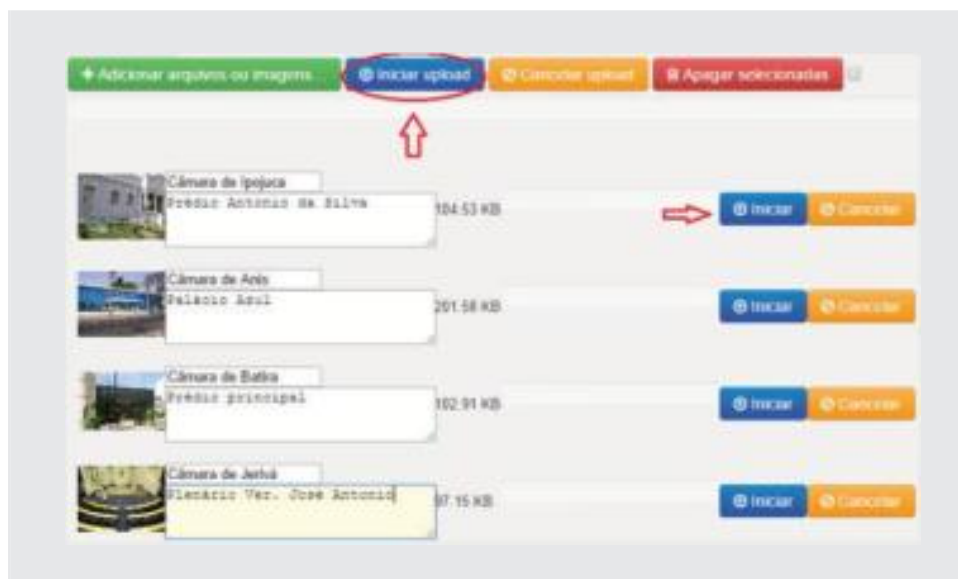 Adicionar arquivos ou imagens Iniciar upload Cancelar upload Apagar selecionadas
Câmara de Ipojuca
Prédio Antonio da Silva
184.53 KB Iniciar Cancelar
Câmara de Anis
Palácio Azul
201.58 KB Iniciar Cancelar
Câmara de Batira
Prédio principal
102.91 KB Iniciar Cancelar
Câmara de Jerivá
Plenário Ver. José Antonio
97.15 KB Iniciar Cancelar